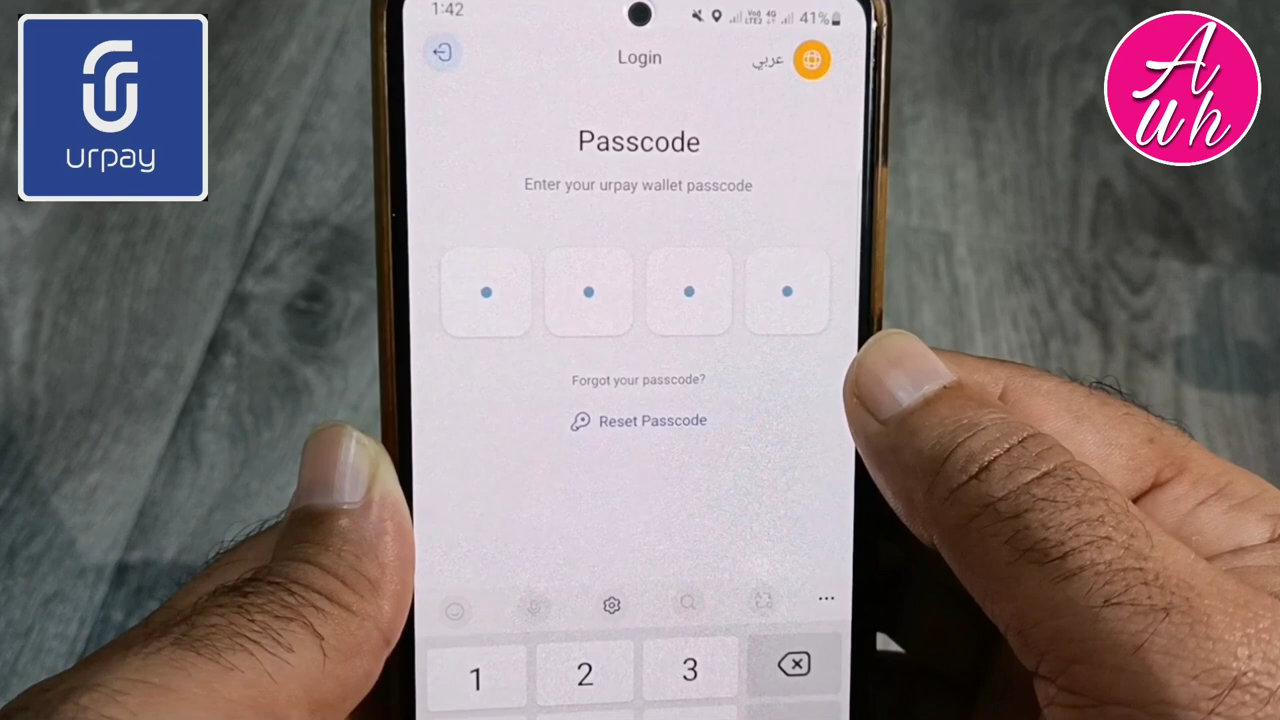 1:42
41%
urpay
Login
عربي
A
uh
Passcode
Enter your urpay wallet passcode
Forgot your passcode?
Reset Passcode
1
2
3